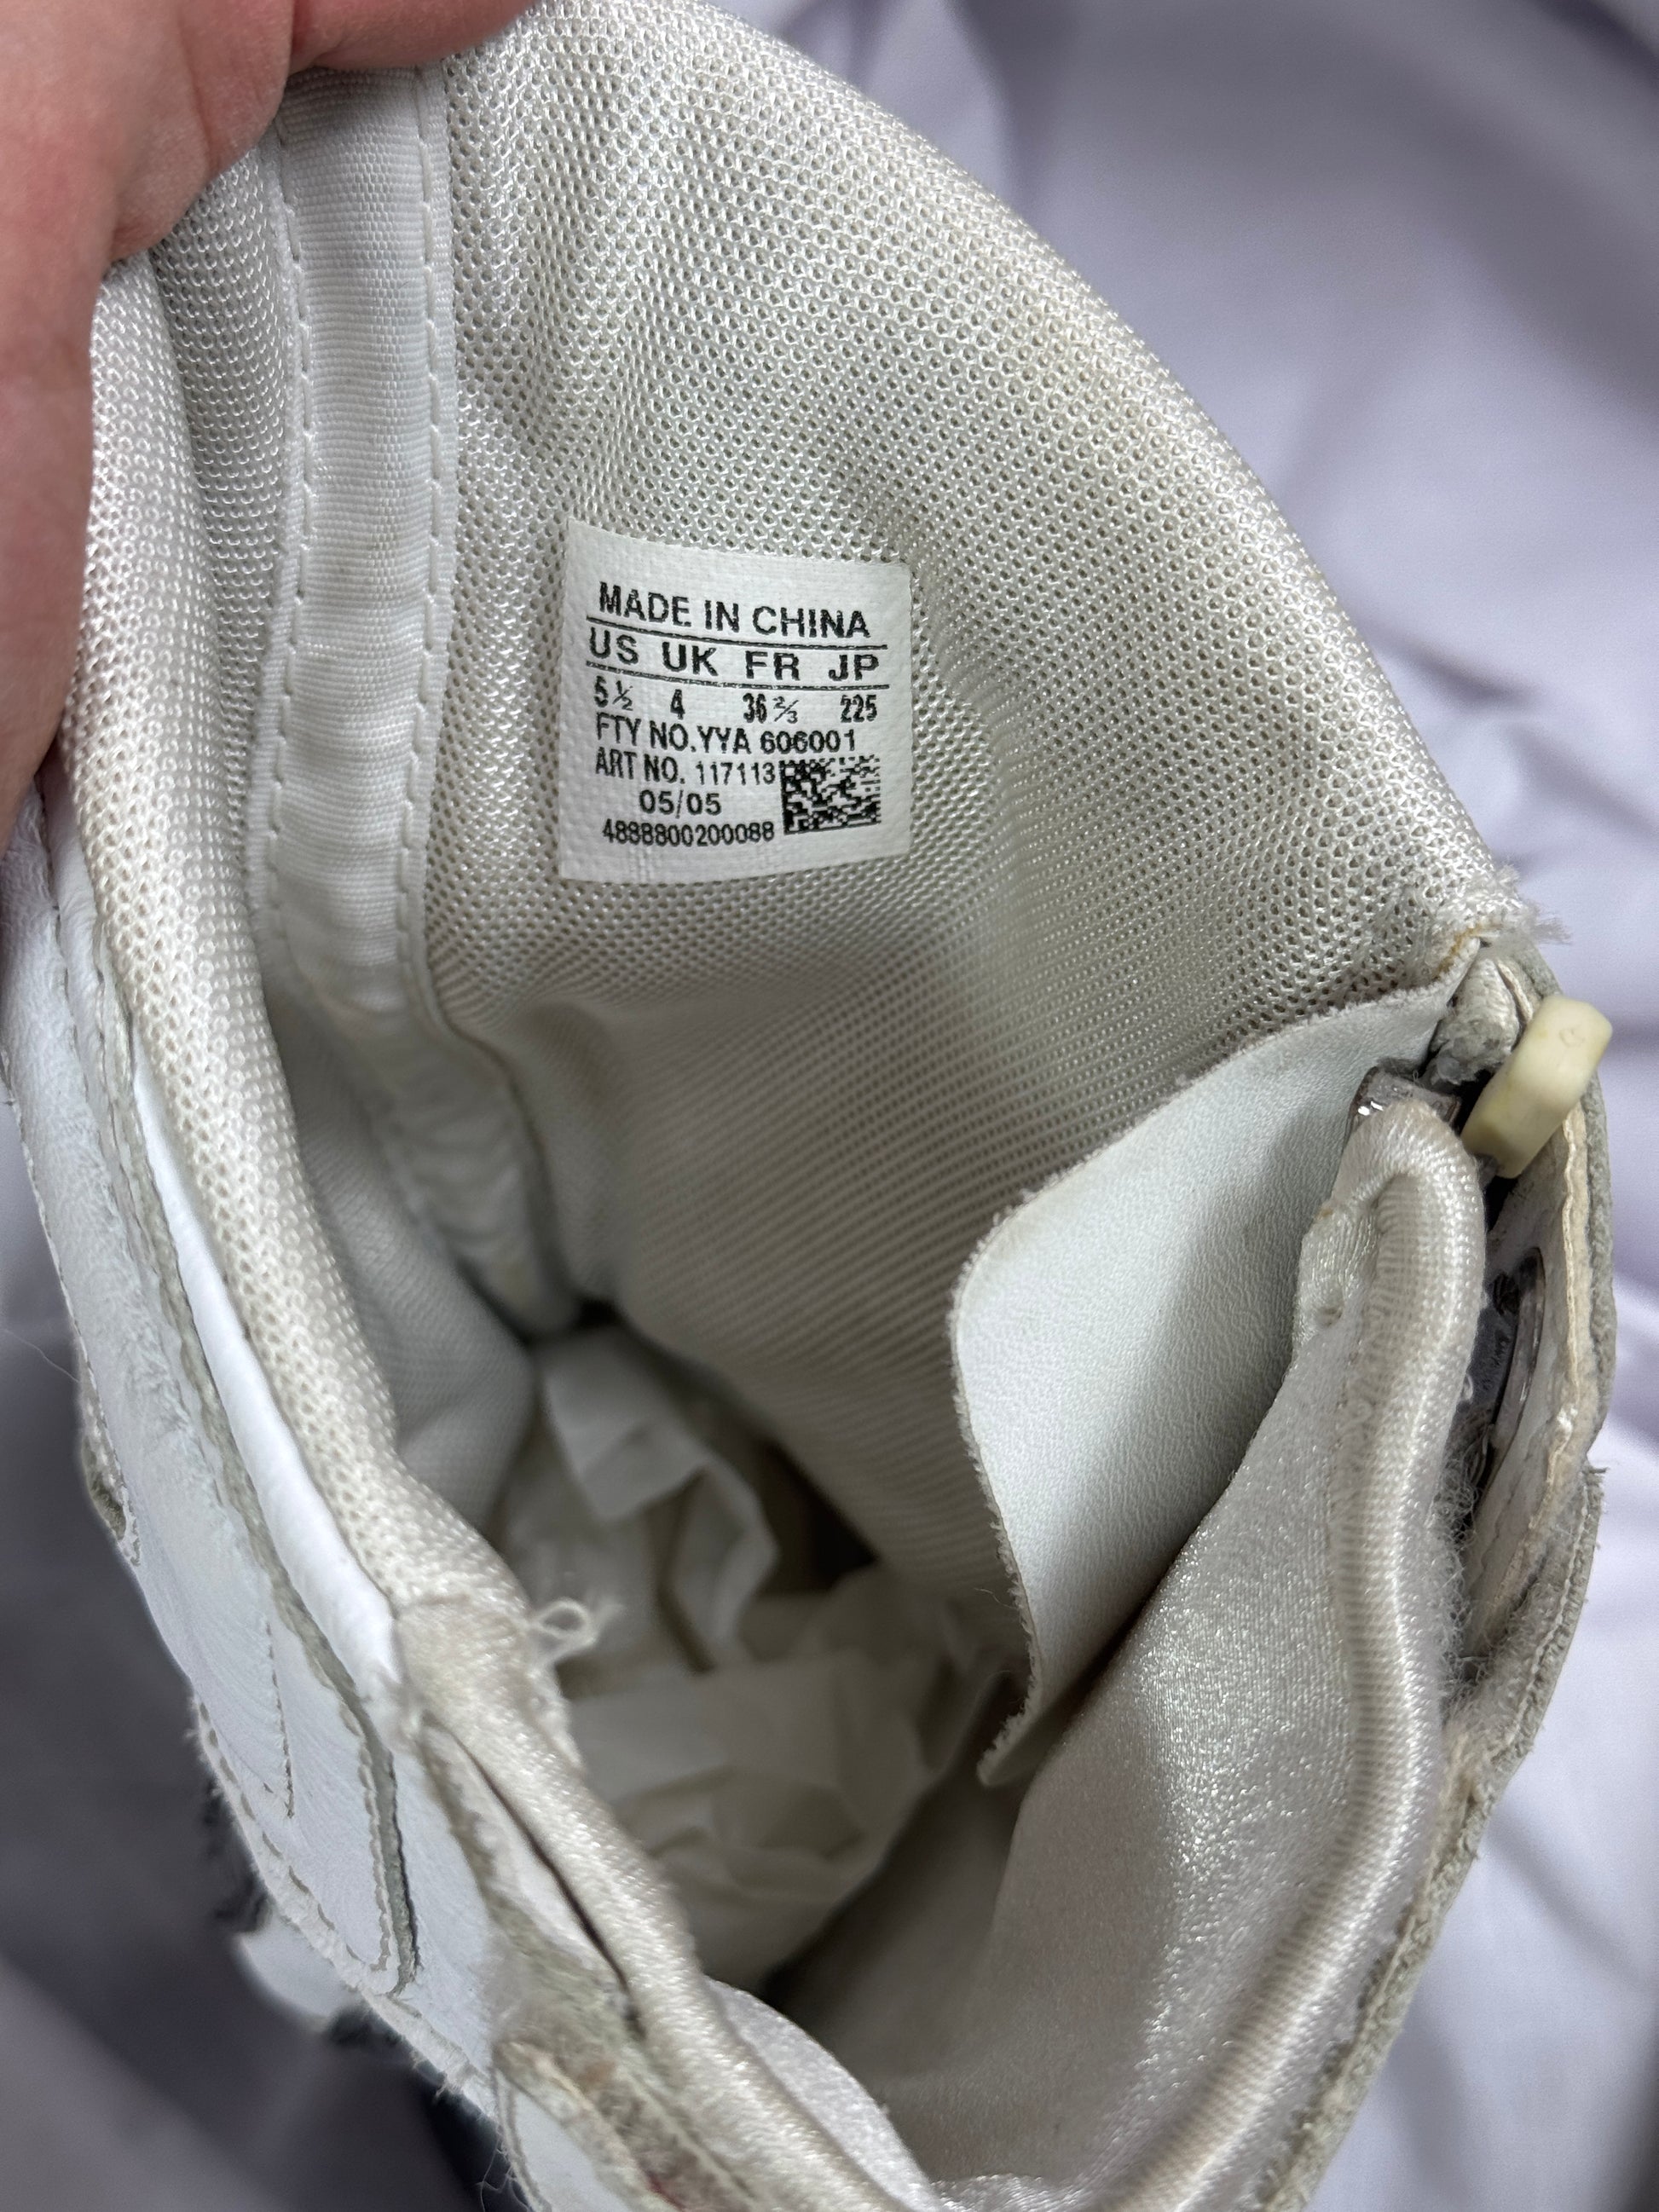 MADE IN CHINA
US UK FR JP
5½ 4 36⅔ 225
FTY NO.YYA 606001
ART NO. 117113
05/05
4888800200088